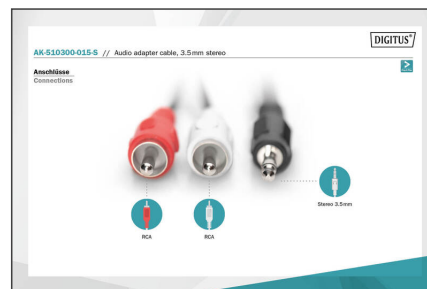 DIGITUS®
AK-510300-015-S // Audio adapter cable, 3.5mm stereo
Anschlüsse
Connections
Stereo 3.5mm
RCA RCA